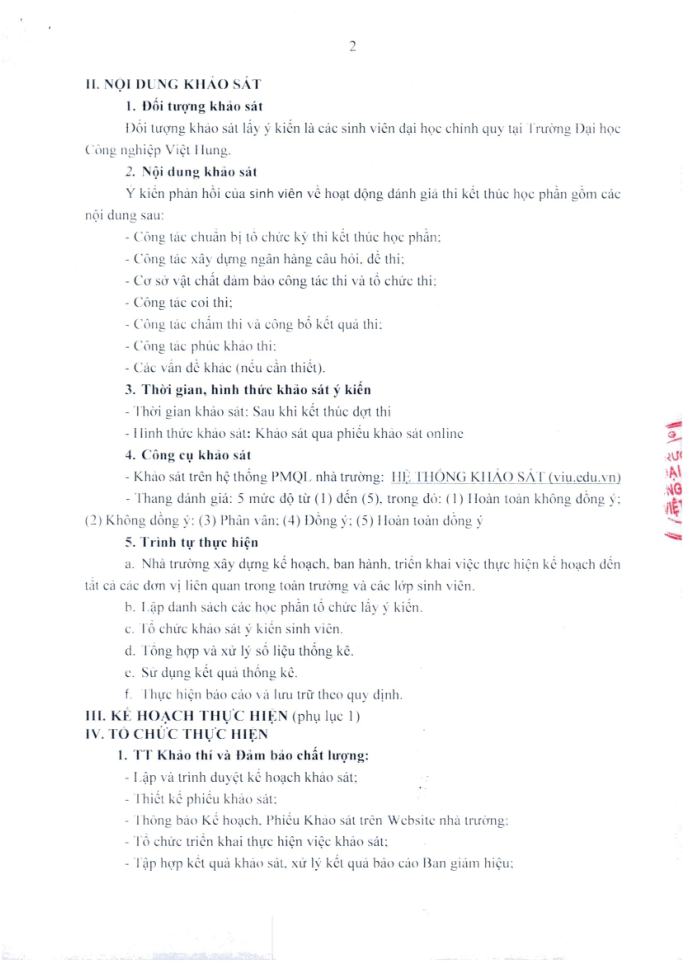 2
II. NỘI DUNG KHẢO SÁT
1. Đối tượng khảo sát
Đối tượng khảo sát lấy ý kiến là các sinh viên đại học chính quy tại Trường Đại học
Công nghiệp Việt Hung.
2. Nội dung khảo sát
Ý kiến phản hồi của sinh viên về hoạt động đánh giá thi kết thúc học phần gồm các
nội dung sau:
- Công tác chuẩn bị tổ chức kỳ thi kết thúc học phần;
- Công tác xây dựng ngân hàng câu hỏi, đề thi;
- Cơ sở vật chất đảm bảo công tác thi và tổ chức thi;
- Công tác coi thi;
- Công tác chấm thi và công bố kết quả thi;
- Công tác phúc khảo thi;
- Các vấn đề khác (nếu cần thiết).
3. Thời gian, hình thức khảo sát ý kiến
- Thời gian khảo sát: Sau khi kết thúc đợt thi
- Hình thức khảo sát: Khảo sát qua phiếu khảo sát online
4. Công cụ khảo sát
- Khảo sát trên hệ thống PMQL nhà trường: HỆ THỐNG KHẢO SÁT (viu.edu.vn)
- Thang đánh giá: 5 mức độ từ (1) đến (5), trong đó: (1) Hoàn toàn không đồng ý;
(2) Không đồng ý; (3) Phân vân; (4) Đồng ý; (5) Hoàn toàn đồng ý
5. Trình tự thực hiện
a. Nhà trường xây dựng kế hoạch, ban hành, triển khai việc thực hiện kế hoạch đến
tất cả các đơn vị liên quan trong toàn trường và các lớp sinh viên.
b. Lập danh sách các học phần tổ chức lấy ý kiến.
c. Tổ chức khảo sát ý kiến sinh viên.
d. Tổng hợp và xử lý số liệu thống kê.
e. Sử dụng kết quả thống kê.
f. Thực hiện báo cáo và lưu trữ theo quy định.
III. KẾ HOẠCH THỰC HIỆN (phụ lục 1)
IV. TỔ CHỨC THỰC HIỆN
1. TT Khảo thí và Đảm bảo chất lượng:
- Lập và trình duyệt kế hoạch khảo sát;
- Thiết kế phiếu khảo sát;
- Thông báo Kế hoạch, Phiếu Khảo sát trên Website nhà trường;
- Tổ chức triển khai thực hiện việc khảo sát;
- Tập hợp kết quả khảo sát, xử lý kết quả báo cáo Ban giám hiệu;